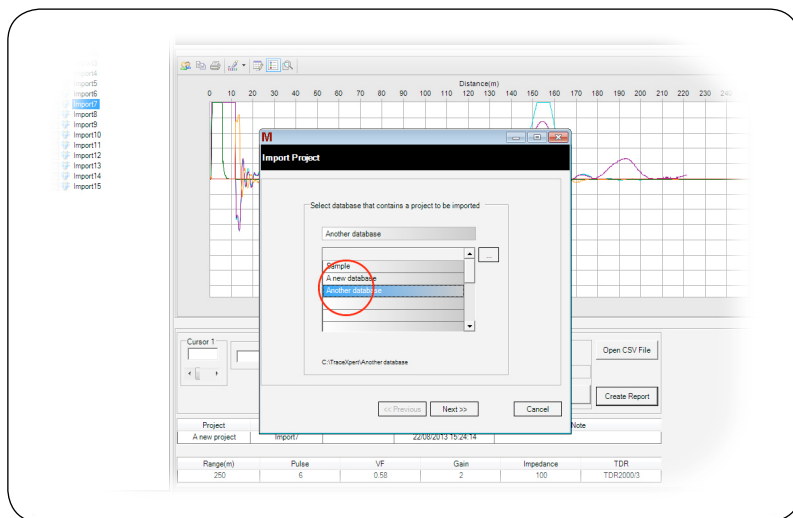 Import4
Import5
Import6
Import7
Import8
Import9
Import10
Import11
Import12
Import13
Import14
Import15
Distance(m)
0 10 20 30 40 50 60 70 80 90 100 110 120 130 140 150 160 170 180 190 200 210 220 230 240
M
Import Project
Select database that contains a project to be imported
Another database
...
Sample
A new database
Another database
C:\TraceXpert\Another database
<< Previous Next >> Cancel
Cursor 1
Open CSV File
Create Report
Project Note
A new project Import7 22/08/2013 15:24:14
Range(m) Pulse VF Gain Impedance TDR
250 6 0.58 2 100 TDR2000/3